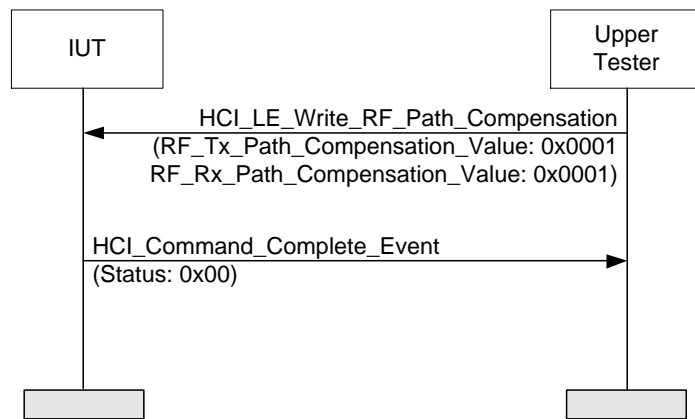 IUT
Upper
Tester
HCI_LE_Write_RF_Path_Compensation
(RF_Tx_Path_Compensation_Value: 0x0001
RF_Rx_Path_Compensation_Value: 0x0001)
HCI_Command_Complete_Event
(Status: 0x00)